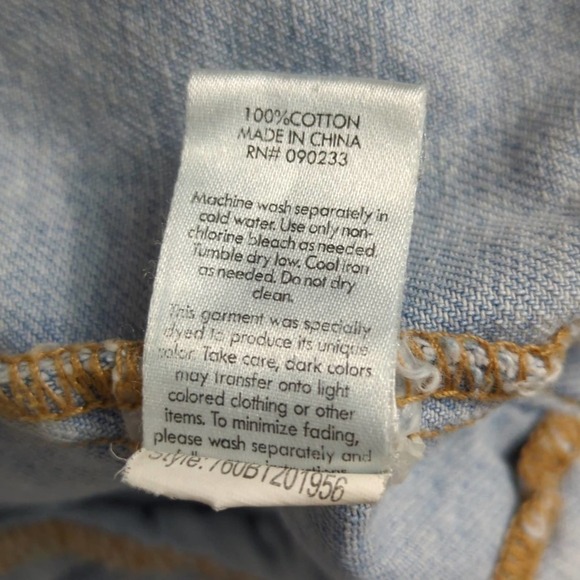 100%COTTON
MADE IN CHINA
RN# 090233
Machine wash separately in
cold water. Use only non-
chlorine bleach as needed.
Tumble dry low. Cool iron
as needed. Do not dry
clean.
This garment was specially
dyed to produce its unique
color. Take care, dark colors
may transfer onto light
colored clothing or other
items. To minimize fading,
please wash separately and
Style: 760B1201956